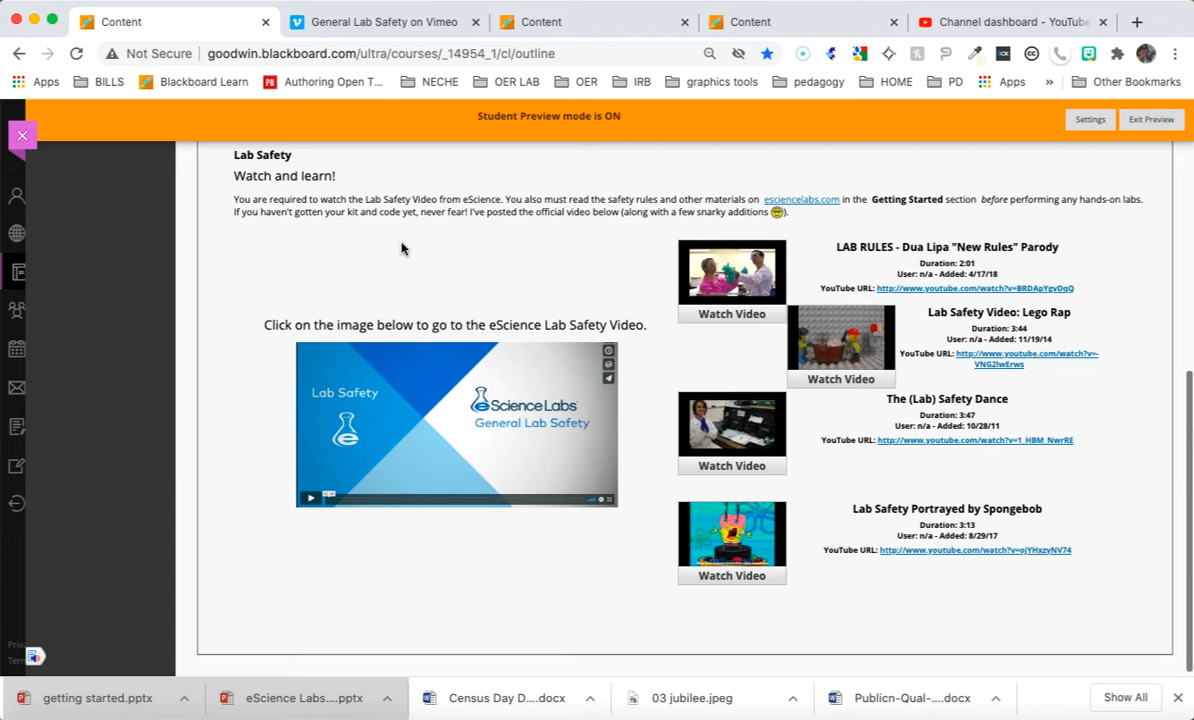 Content
General Lab Safety on Vimeo
Content
Content
Channel dashboard - YouTube
Not Secure
goodwin.blackboard.com/ultra/courses/_14954_1/cl/outline
Apps
BILLS
Blackboard Learn
Authoring Open T...
NECHE
OER LAB
OER
IRB
graphics tools
pedagogy
HOME
PD
Apps
»
Other Bookmarks
Student Preview mode is ON
Settings
Exit Preview
Lab Safety
Watch and learn!
You are required to watch the Lab Safety Video from eScience. You also must read the safety rules and other materials on esciencelabs.com in the Getting Started section before performing any hands-on labs.
If you haven't gotten your kit and code yet, never fear! I've posted the official video below (along with a few snarky additions 😎).
LAB RULES - Dua Lipa "New Rules" Parody
Duration: 2:01
User: n/a - Added: 4/17/18
YouTube URL: http://www.youtube.com/watch?v=BRDApYgvDqQ
Watch Video
Lab Safety Video: Lego Rap
Duration: 3:44
User: n/a - Added: 11/19/14
YouTube URL: http://www.youtube.com/watch?v=-
VNG2lwErws
Watch Video
Click on the image below to go to the eScience Lab Safety Video.
Lab Safety
eScience Labs
General Lab Safety
The (Lab) Safety Dance
Duration: 3:47
User: n/a - Added: 10/28/11
YouTube URL: http://www.youtube.com/watch?v=1_HBM_NwrRE
Watch Video
Lab Safety Portrayed by Spongebob
Duration: 3:13
User: n/a - Added: 8/29/17
YouTube URL: http://www.youtube.com/watch?v=ojYHxzyNV74
Watch Video
getting started.pptx
eScience Labs....pptx
Census Day D....docx
03 jubilee.jpeg
Publicn-Qual-....docx
Show All